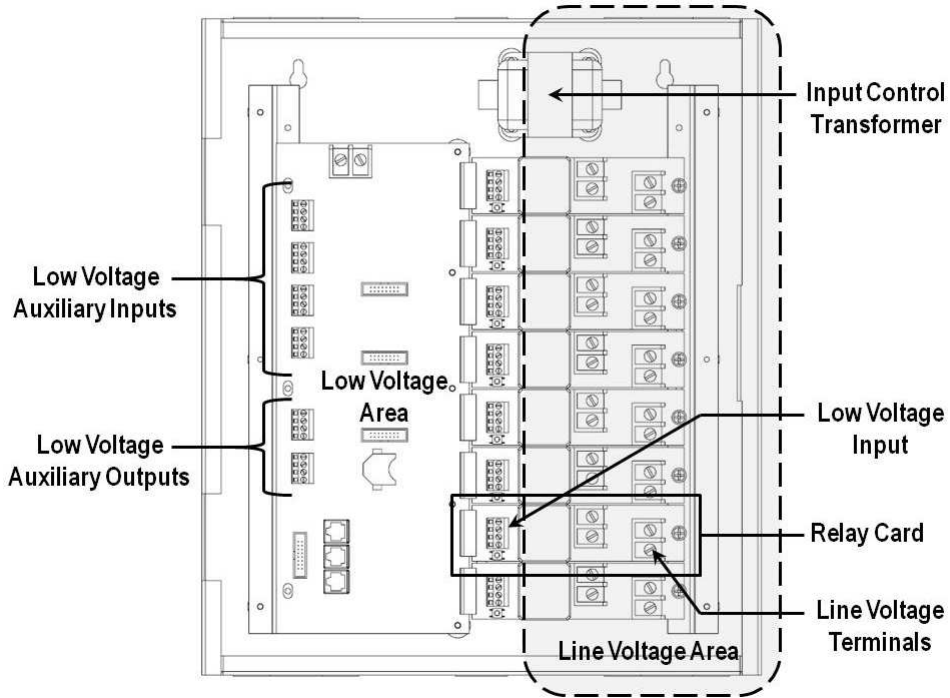 Input Control
Transformer
Low Voltage
Auxiliary Inputs
Low Voltage
Area
Low Voltage
Input
Low Voltage
Auxiliary Outputs
Relay Card
Line Voltage
Terminals
Line Voltage Area